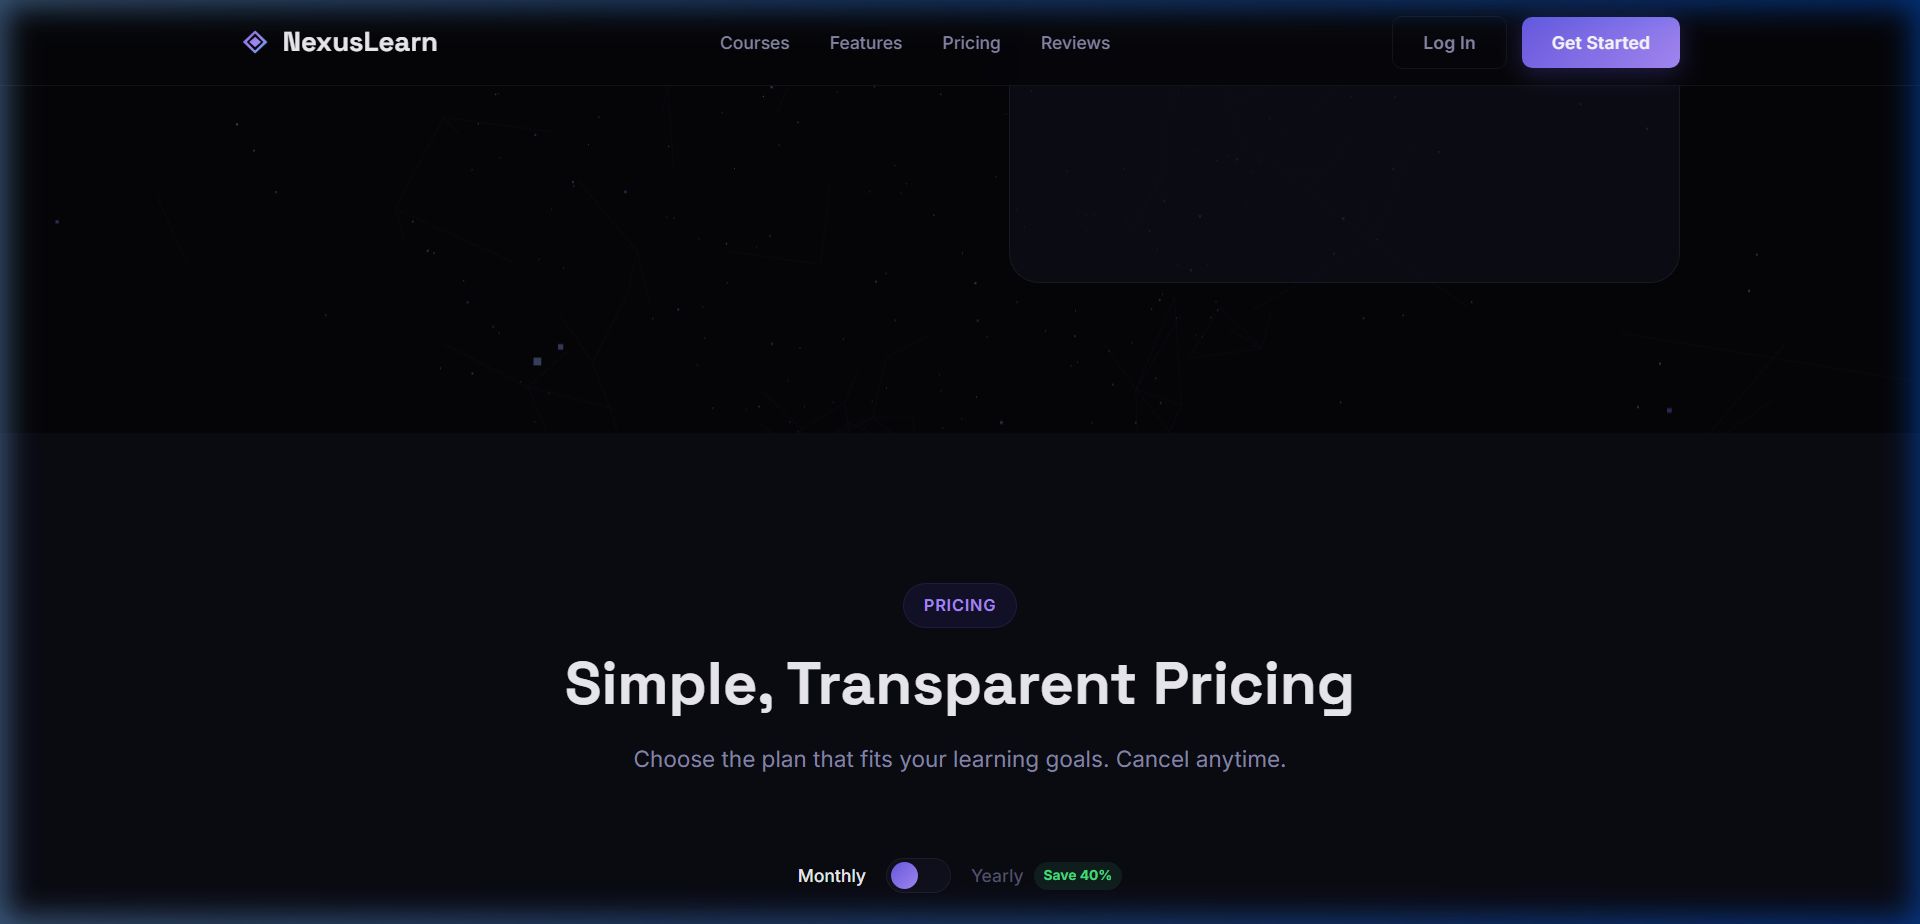 NexusLearn
Courses Features Pricing Reviews
Log In Get Started
PRICING
Simple, Transparent Pricing
Choose the plan that fits your learning goals. Cancel anytime.
Monthly Yearly Save 40%